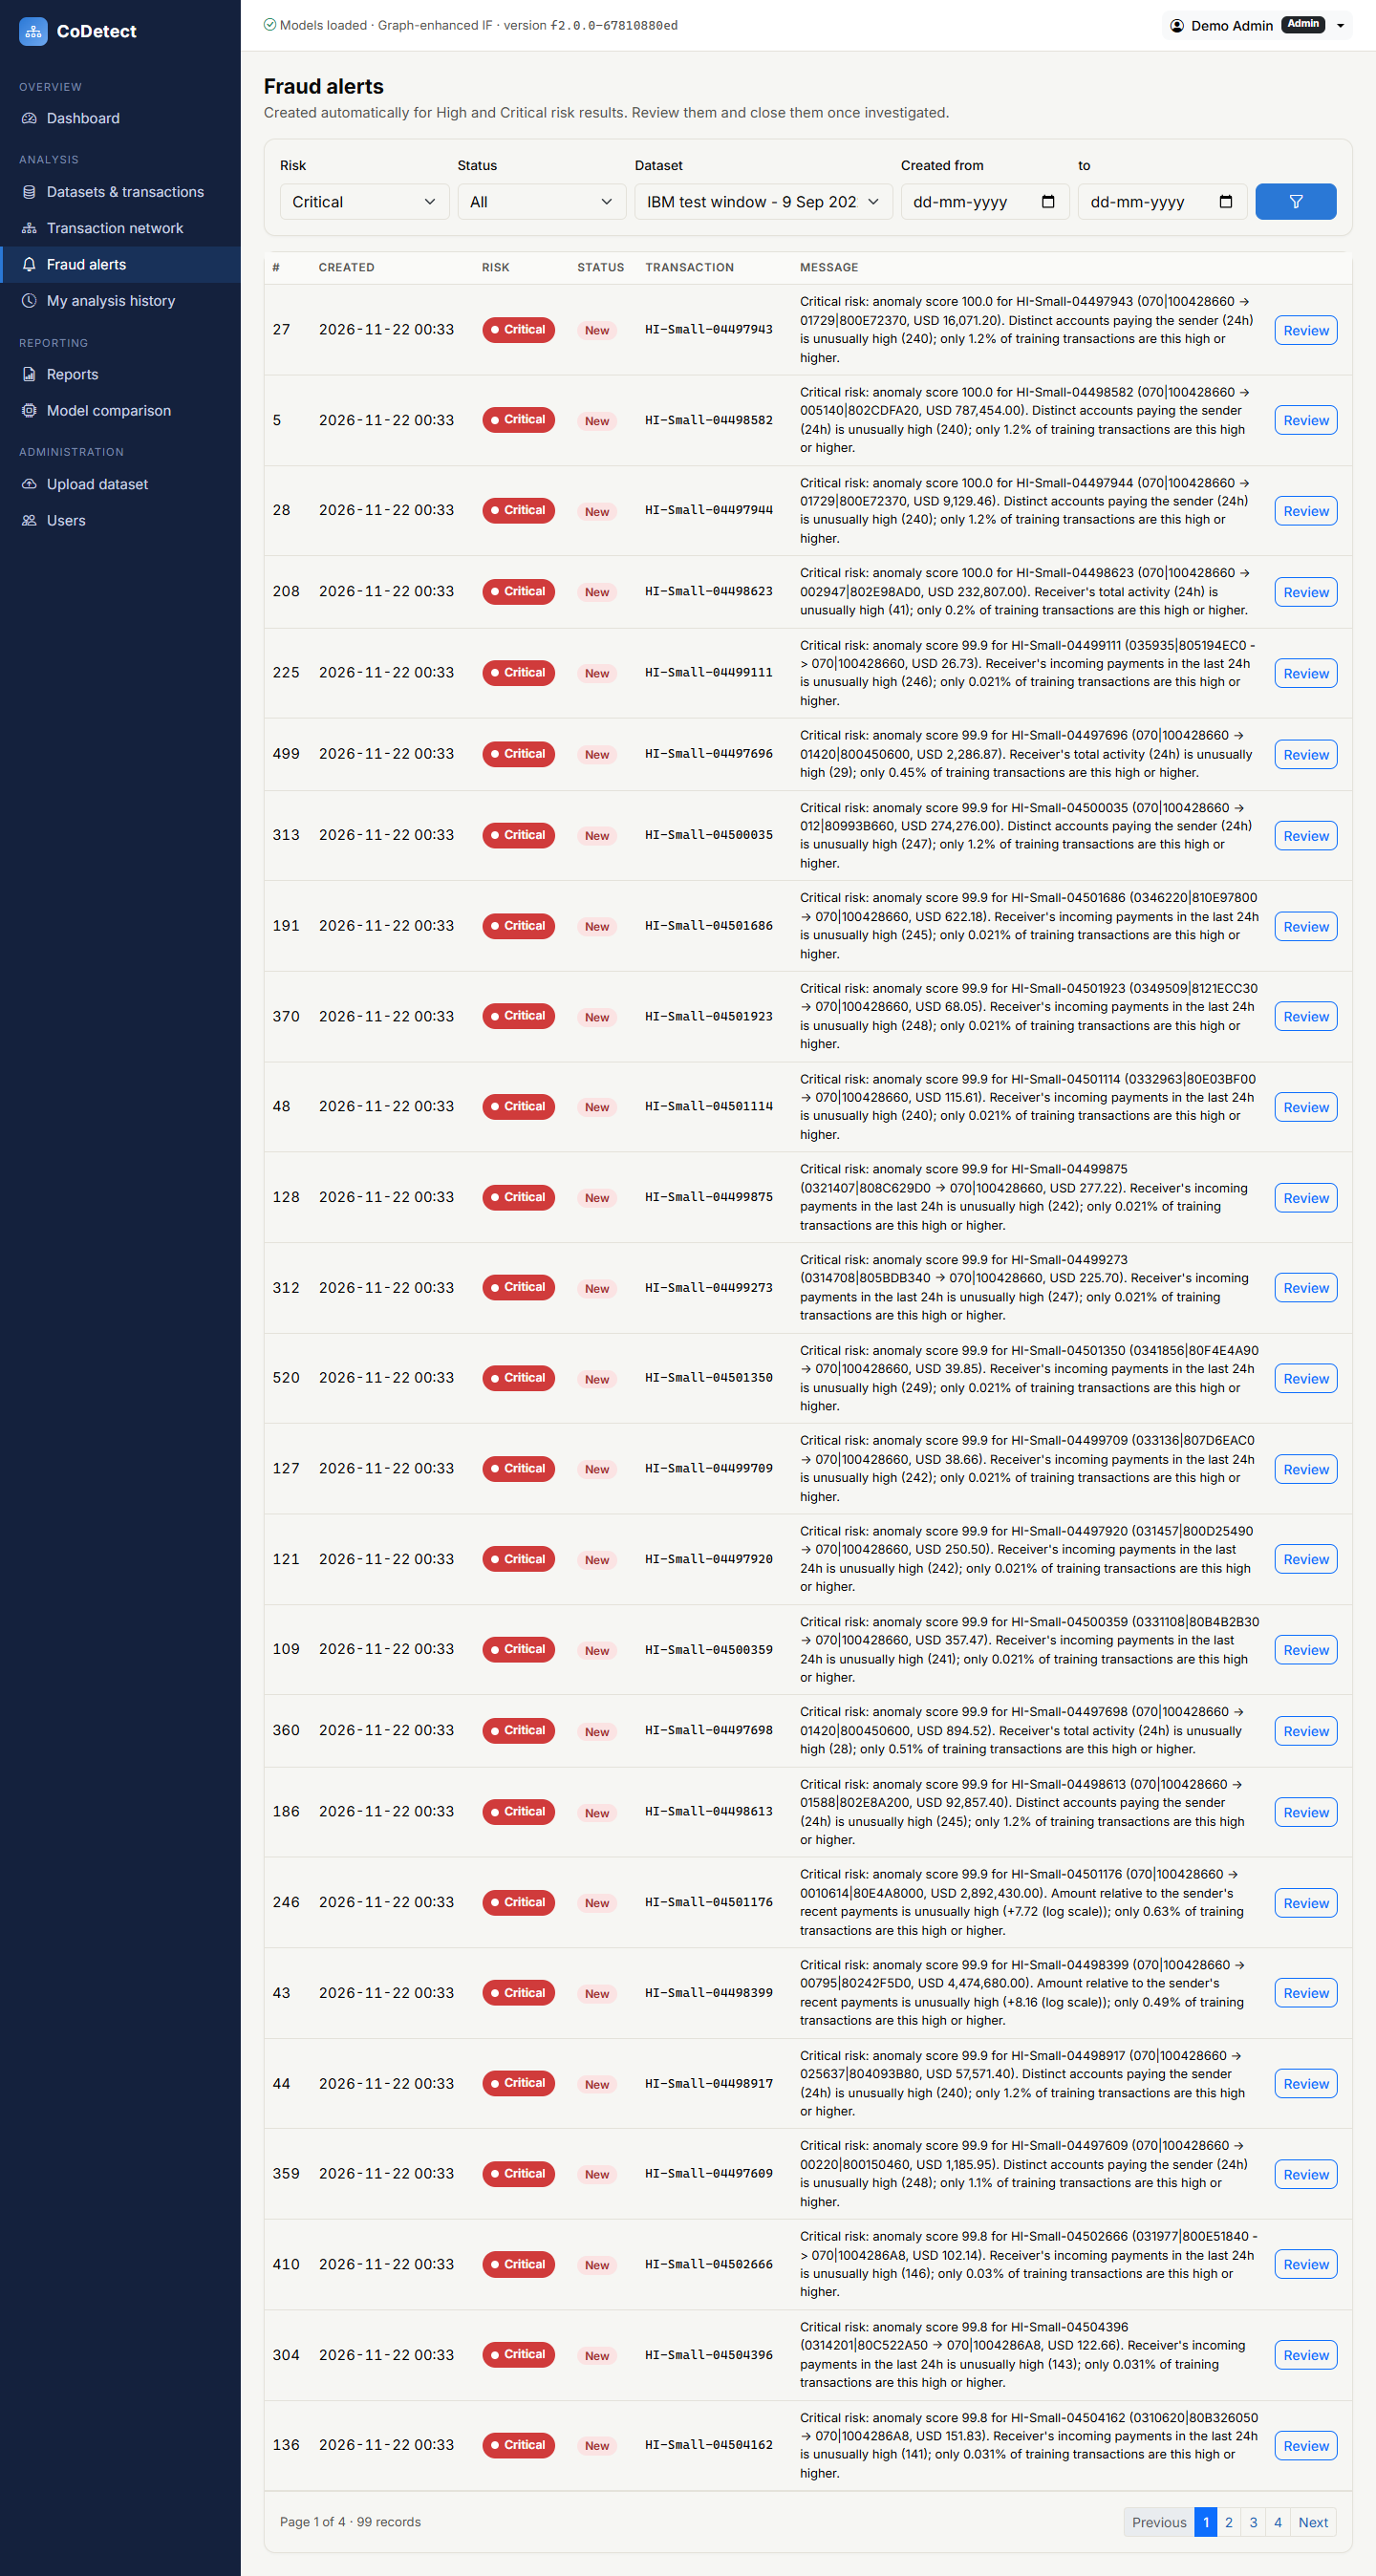 CoDetect
Models loaded · Graph-enhanced IF · version f2.0.0-67810880ed
Demo Admin Admin
OVERVIEW
Dashboard
ANALYSIS
Datasets & transactions
Transaction network
Fraud alerts
My analysis history
REPORTING
Reports
Model comparison
ADMINISTRATION
Upload dataset
Users
Fraud alerts
Created automatically for High and Critical risk results. Review them and close them once investigated.
Risk Status Dataset Created from to
Critical All IBM test window - 9 Sep 202 dd-mm-yyyy dd-mm-yyyy
# CREATED RISK STATUS TRANSACTION MESSAGE
27 2026-11-22 00:33 Critical New HI-Small-04497943 Review
Critical risk: anomaly score 100.0 for HI-Small-04497943 (070|100428660 →
01729|800E72370, USD 16,071.20). Distinct accounts paying the sender (24h)
is unusually high (240); only 1.2% of training transactions are this high or
higher.
5 2026-11-22 00:33 Critical New HI-Small-04498582 Review
Critical risk: anomaly score 100.0 for HI-Small-04498582 (070|100428660 →
005140|802CDFA20, USD 787,454.00). Distinct accounts paying the sender
(24h) is unusually high (240); only 1.2% of training transactions are this high
or higher.
28 2026-11-22 00:33 Critical New HI-Small-04497944 Review
Critical risk: anomaly score 100.0 for HI-Small-04497944 (070|100428660 →
01729|800E72370, USD 9,129.46). Distinct accounts paying the sender (24h)
is unusually high (240); only 1.2% of training transactions are this high or
higher.
208 2026-11-22 00:33 Critical New HI-Small-04498623 Review
Critical risk: anomaly score 100.0 for HI-Small-04498623 (070|100428660 →
002947|802E98AD0, USD 232,807.00). Receiver's total activity (24h) is
unusually high (41); only 0.2% of training transactions are this high or higher.
225 2026-11-22 00:33 Critical New HI-Small-04499111 Review
Critical risk: anomaly score 99.9 for HI-Small-04499111 (035935|805194EC0 -
> 070|100428660, USD 26.73). Receiver's incoming payments in the last 24h
is unusually high (246); only 0.021% of training transactions are this high or
higher.
499 2026-11-22 00:33 Critical New HI-Small-04497696 Review
Critical risk: anomaly score 99.9 for HI-Small-04497696 (070|100428660 →
01420|800450600, USD 2,286.87). Receiver's total activity (24h) is unusually
high (29); only 0.45% of training transactions are this high or higher.
313 2026-11-22 00:33 Critical New HI-Small-04500035 Review
Critical risk: anomaly score 99.9 for HI-Small-04500035 (070|100428660 →
012|80993B660, USD 274,276.00). Distinct accounts paying the sender (24h)
is unusually high (247); only 1.2% of training transactions are this high or
higher.
191 2026-11-22 00:33 Critical New HI-Small-04501686 Review
Critical risk: anomaly score 99.9 for HI-Small-04501686 (0346220|810E97800
→ 070|100428660, USD 622.18). Receiver's incoming payments in the last 24h
is unusually high (245); only 0.021% of training transactions are this high or
higher.
370 2026-11-22 00:33 Critical New HI-Small-04501923 Review
Critical risk: anomaly score 99.9 for HI-Small-04501923 (0349509|8121ECC30
→ 070|100428660, USD 68.05). Receiver's incoming payments in the last 24h
is unusually high (248); only 0.021% of training transactions are this high or
higher.
48 2026-11-22 00:33 Critical New HI-Small-04501114 Review
Critical risk: anomaly score 99.9 for HI-Small-04501114 (0332963|80E03BF00
→ 070|100428660, USD 115.61). Receiver's incoming payments in the last 24h
is unusually high (240); only 0.021% of training transactions are this high or
higher.
128 2026-11-22 00:33 Critical New HI-Small-04499875 Review
Critical risk: anomaly score 99.9 for HI-Small-04499875
(0321407|808C629D0 → 070|100428660, USD 277.22). Receiver's incoming
payments in the last 24h is unusually high (242); only 0.021% of training
transactions are this high or higher.
312 2026-11-22 00:33 Critical New HI-Small-04499273 Review
Critical risk: anomaly score 99.9 for HI-Small-04499273
(0314708|805BDB340 → 070|100428660, USD 225.70). Receiver's incoming
payments in the last 24h is unusually high (247); only 0.021% of training
transactions are this high or higher.
520 2026-11-22 00:33 Critical New HI-Small-04501350 Review
Critical risk: anomaly score 99.9 for HI-Small-04501350 (0341856|80F4E4A90
→ 070|100428660, USD 39.85). Receiver's incoming payments in the last 24h
is unusually high (249); only 0.021% of training transactions are this high or
higher.
127 2026-11-22 00:33 Critical New HI-Small-04499709 Review
Critical risk: anomaly score 99.9 for HI-Small-04499709 (033136|807D6EAC0
→ 070|100428660, USD 38.66). Receiver's incoming payments in the last 24h
is unusually high (242); only 0.021% of training transactions are this high or
higher.
121 2026-11-22 00:33 Critical New HI-Small-04497920 Review
Critical risk: anomaly score 99.9 for HI-Small-04497920 (031457|800D25490
→ 070|100428660, USD 250.50). Receiver's incoming payments in the last
24h is unusually high (242); only 0.021% of training transactions are this high
or higher.
109 2026-11-22 00:33 Critical New HI-Small-04500359 Review
Critical risk: anomaly score 99.9 for HI-Small-04500359 (0331108|80B4B2B30
→ 070|100428660, USD 357.47). Receiver's incoming payments in the last
24h is unusually high (241); only 0.021% of training transactions are this high
or higher.
360 2026-11-22 00:33 Critical New HI-Small-04497698 Review
Critical risk: anomaly score 99.9 for HI-Small-04497698 (070|100428660 →
01420|800450600, USD 894.52). Receiver's total activity (24h) is unusually
high (28); only 0.51% of training transactions are this high or higher.
186 2026-11-22 00:33 Critical New HI-Small-04498613 Review
Critical risk: anomaly score 99.9 for HI-Small-04498613 (070|100428660 →
01588|802E8A200, USD 92,857.40). Distinct accounts paying the sender
(24h) is unusually high (245); only 1.2% of training transactions are this high
or higher.
246 2026-11-22 00:33 Critical New HI-Small-04501176 Review
Critical risk: anomaly score 99.9 for HI-Small-04501176 (070|100428660 →
0010614|80E4A8000, USD 2,892,430.00). Amount relative to the sender's
recent payments is unusually high (+7.72 (log scale)); only 0.63% of training
transactions are this high or higher.
43 2026-11-22 00:33 Critical New HI-Small-04498399 Review
Critical risk: anomaly score 99.9 for HI-Small-04498399 (070|100428660 →
00795|80242F5D0, USD 4,474,680.00). Amount relative to the sender's
recent payments is unusually high (+8.16 (log scale)); only 0.49% of training
transactions are this high or higher.
44 2026-11-22 00:33 Critical New HI-Small-04498917 Review
Critical risk: anomaly score 99.9 for HI-Small-04498917 (070|100428660 →
025637|804093B80, USD 57,571.40). Distinct accounts paying the sender
(24h) is unusually high (240); only 1.2% of training transactions are this high
or higher.
359 2026-11-22 00:33 Critical New HI-Small-04497609 Review
Critical risk: anomaly score 99.9 for HI-Small-04497609 (070|100428660 →
00220|800150460, USD 1,185.95). Distinct accounts paying the sender (24h)
is unusually high (248); only 1.1% of training transactions are this high or
higher.
410 2026-11-22 00:33 Critical New HI-Small-04502666 Review
Critical risk: anomaly score 99.8 for HI-Small-04502666 (031977|800E51840 -
> 070|1004286A8, USD 102.14). Receiver's incoming payments in the last 24h
is unusually high (146); only 0.03% of training transactions are this high or
higher.
304 2026-11-22 00:33 Critical New HI-Small-04504396 Review
Critical risk: anomaly score 99.8 for HI-Small-04504396
(0314201|80C522A50 → 070|1004286A8, USD 122.66). Receiver's incoming
payments in the last 24h is unusually high (143); only 0.031% of training
transactions are this high or higher.
136 2026-11-22 00:33 Critical New HI-Small-04504162 Review
Critical risk: anomaly score 99.8 for HI-Small-04504162 (0310620|80B326050
→ 070|1004286A8, USD 151.83). Receiver's incoming payments in the last 24h
is unusually high (141); only 0.031% of training transactions are this high or
higher.
Page 1 of 4 · 99 records
Previous 1 2 3 4 Next